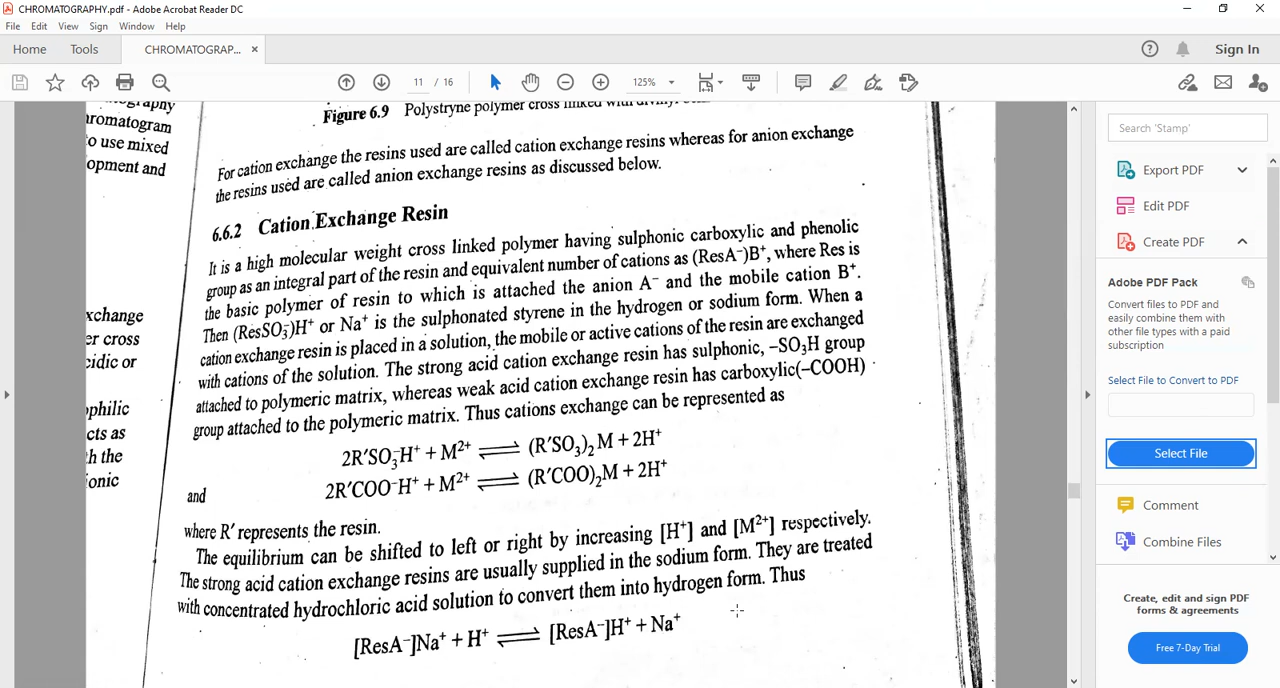 CHROMATOGRAPHY.pdf - Adobe Acrobat Reader DC
File Edit View Sign Window Help
Home Tools CHROMATOGRAP... × Sign In
11 / 16 125%
Figure 6.9 Polystryne polymer cross linked with
romatogram
o use mixed
opment and
For cation exchange the resins used are called cation exchange resins whereas for anion exchange
the resins used are called anion exchange resins as discussed below.
6.6.2 Cation Exchange Resin
It is a high molecular weight cross linked polymer having sulphonic carboxylic and phenolic
group as an integral part of the resin and equivalent number of cations as (ResA⁻)B⁺, where Res is
the basic polymer of resin to which is attached the anion A⁻ and the mobile cation B⁺.
Then (ResSO₃⁻)H⁺ or Na⁺ is the sulphonated styrene in the hydrogen or sodium form. When a
cation exchange resin is placed in a solution, the mobile or active cations of the resin are exchanged
with cations of the solution. The strong acid cation exchange resin has sulphonic, –SO₃H group
attached to polymeric matrix, whereas weak acid cation exchange resin has carboxylic(–COOH)
group attached to the polymeric matrix. Thus cations exchange can be represented as
2R′SO₃⁻H⁺ + M²⁺ ⇌ (R′SO₃)₂M + 2H⁺
and 2R′COO⁻H⁺ + M²⁺ ⇌ (R′COO)₂M + 2H⁺
where R′ represents the resin.
The equilibrium can be shifted to left or right by increasing [H⁺] and [M²⁺] respectively.
The strong acid cation exchange resins are usually supplied in the sodium form. They are treated
with concentrated hydrochloric acid solution to convert them into hydrogen form. Thus
[ResA⁻]Na⁺ + H⁺ ⇌ [ResA⁻]H⁺ + Na⁺
xchange
er cross
cidic or
philic
cts as
h the
ionic
Search 'Stamp'
Export PDF
Edit PDF
Create PDF
Adobe PDF Pack
Convert files to PDF and
easily combine them with
other file types with a paid
subscription
Select File to Convert to PDF
Select File
Comment
Combine Files
Create, edit and sign PDF
forms & agreements
Free 7-Day Trial